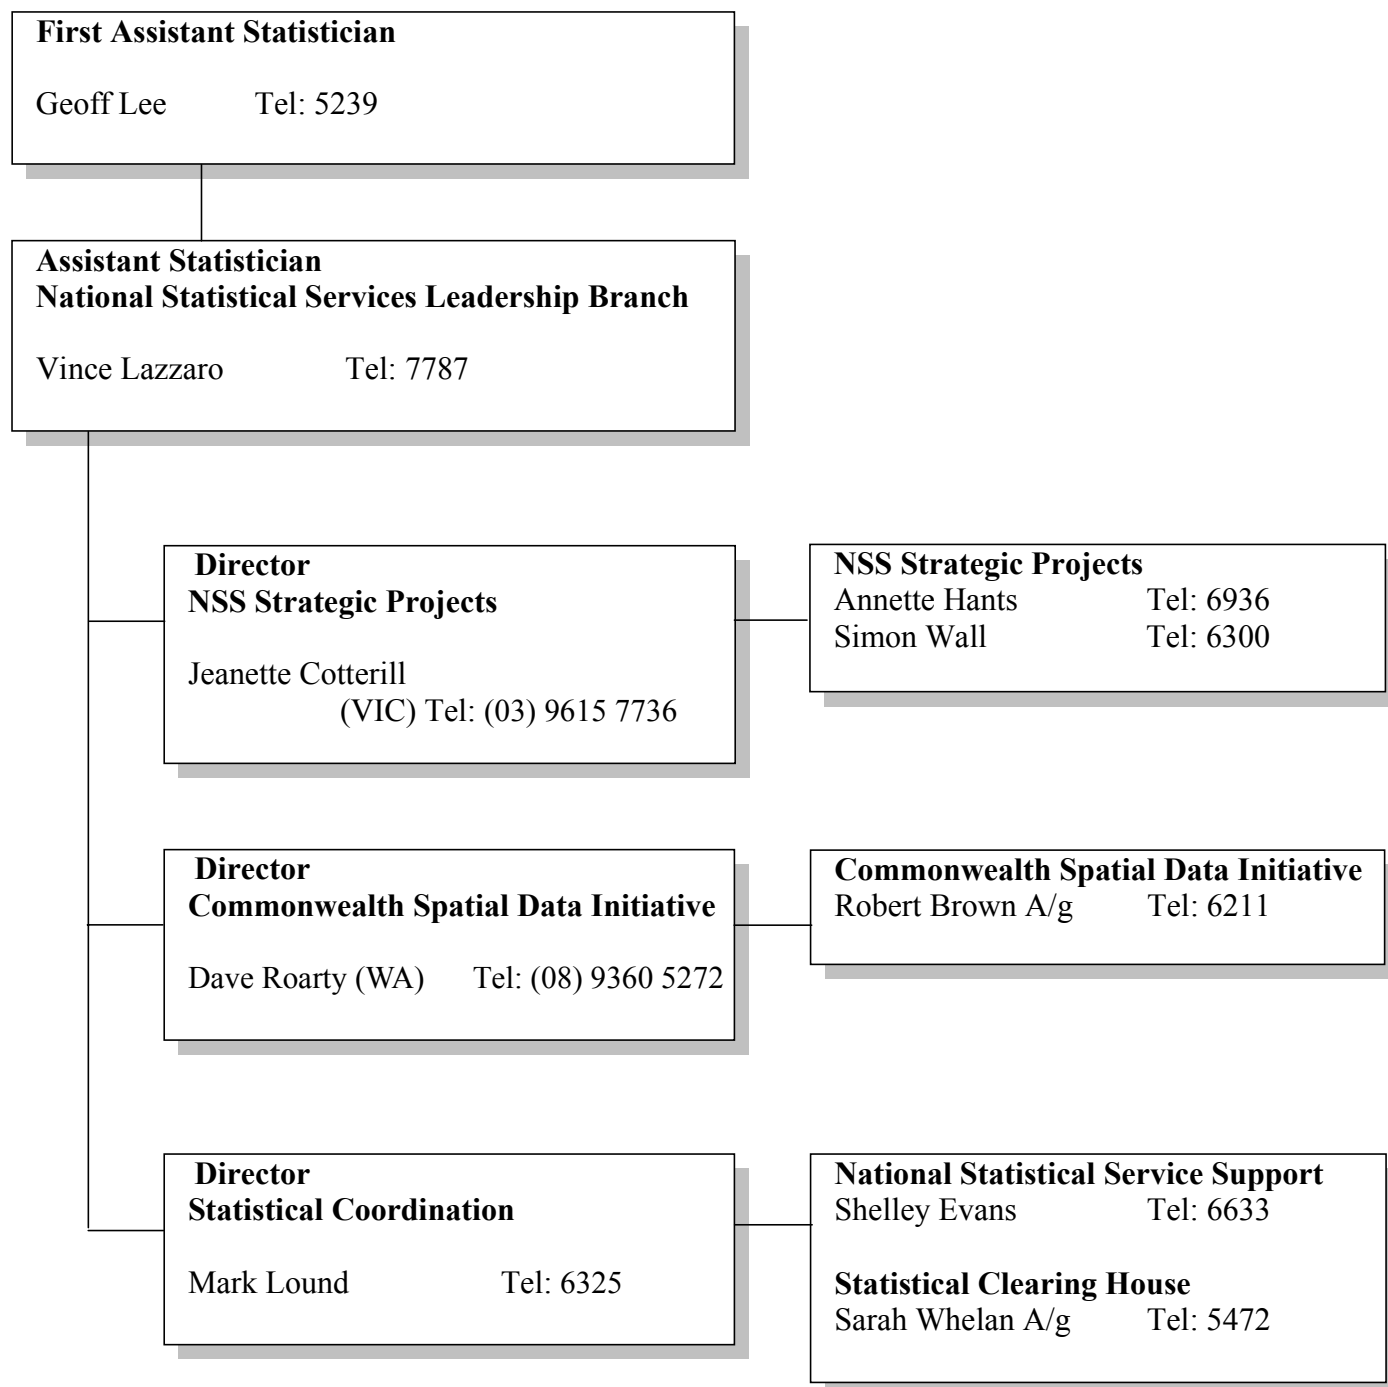 First Assistant Statistician
Geoff Lee Tel: 5239
Assistant Statistician
National Statistical Services Leadership Branch
Vince Lazzaro Tel: 7787
Director
NSS Strategic Projects
Jeanette Cotterill
(VIC) Tel: (03) 9615 7736
NSS Strategic Projects
Annette Hants Tel: 6936
Simon Wall Tel: 6300
Director
Commonwealth Spatial Data Initiative
Dave Roarty (WA) Tel: (08) 9360 5272
Commonwealth Spatial Data Initiative
Robert Brown A/g Tel: 6211
Director
Statistical Coordination
Mark Lound Tel: 6325
National Statistical Service Support
Shelley Evans Tel: 6633
Statistical Clearing House
Sarah Whelan A/g Tel: 5472